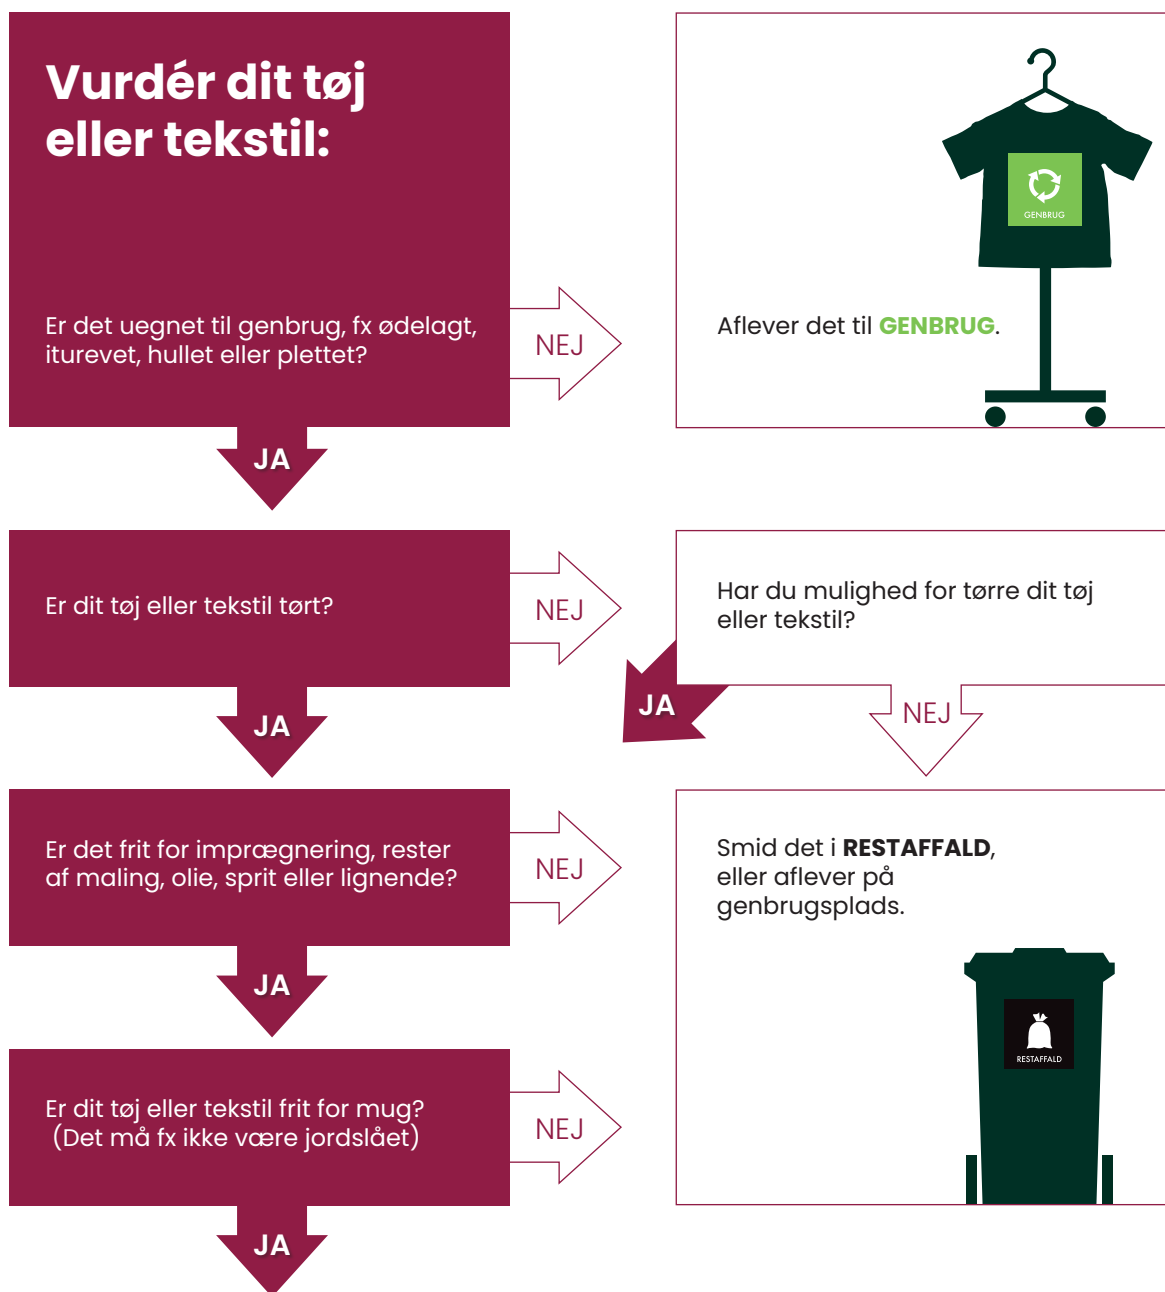 Vurdér dit tøj
eller tekstil:
Er det uegnet til genbrug, fx ødelagt,
iturevet, hullet eller plettet?
NEJ
GENBRUG
Aflever det til GENBRUG.
JA
Er dit tøj eller tekstil tørt?
NEJ
Har du mulighed for tørre dit tøj
eller tekstil?
JA
JA
NEJ
Er det frit for imprægnering, rester
af maling, olie, sprit eller lignende?
NEJ
Smid det i RESTAFFALD,
eller aflever på
genbrugsplads.
RESTAFFALD
JA
Er dit tøj eller tekstil frit for mug?
(Det må fx ikke være jordslået)
NEJ
JA